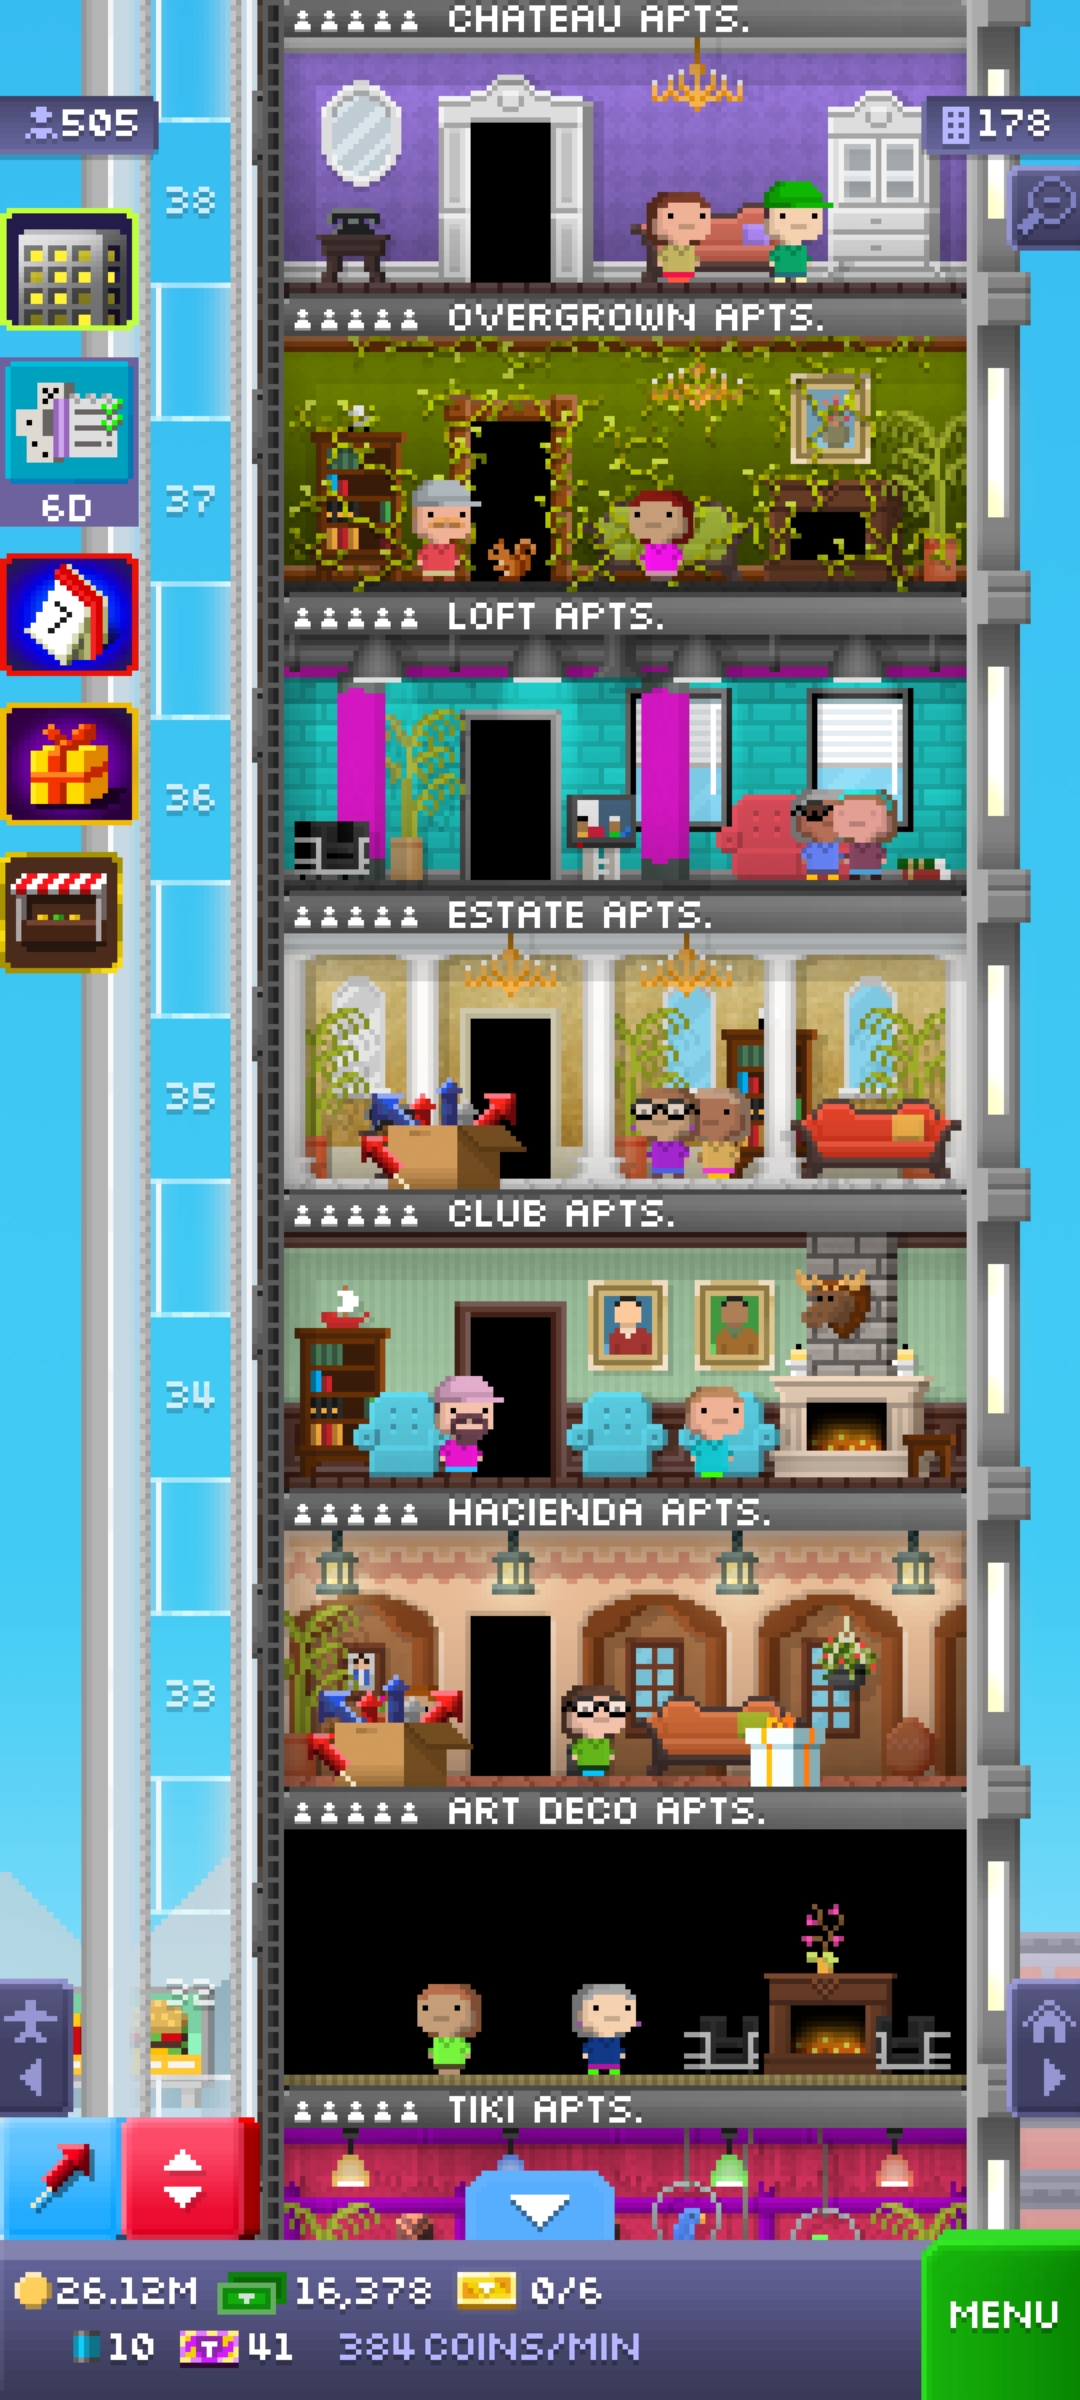 CHATEAU APTS.
505
178
38
OVERGROWN APTS.
37
6D
LOFT APTS.
7
36
ESTATE APTS.
35
CLUB APTS.
34
HACIENDA APTS.
33
ART DECO APTS.
32
TIKI APTS.
26.12M 16,378 0/6
MENU
10 T 41 384 COINS/MIN